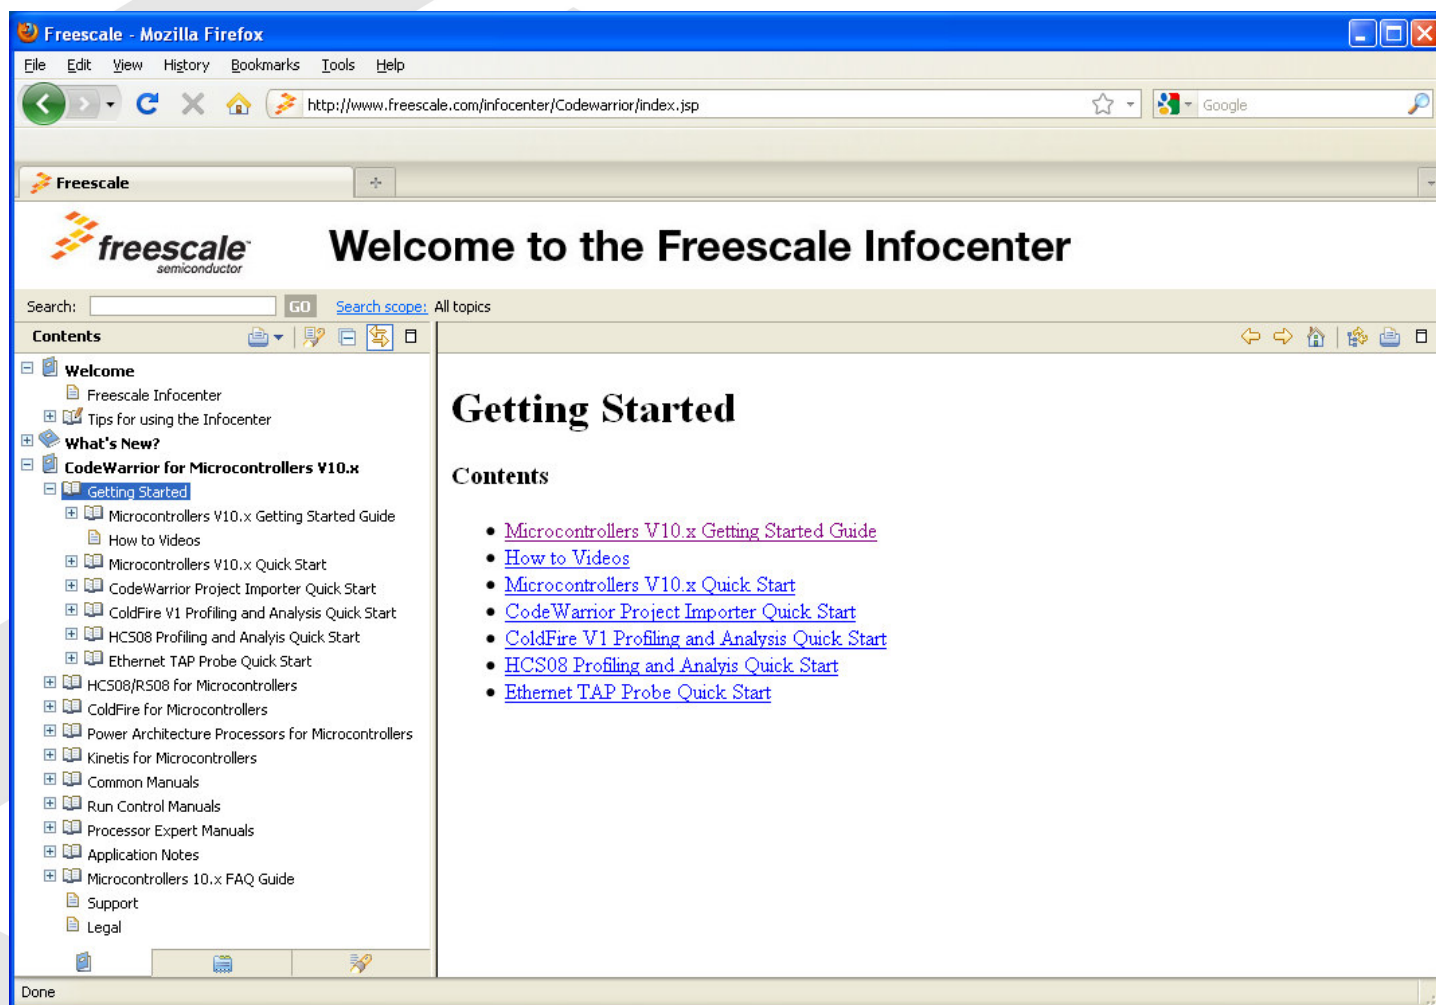 Freescale - Mozilla Firefox
File Edit View History Bookmarks Tools Help
http://www.freescale.com/infocenter/Codewarrior/index.jsp
Google
Freescale
freescale
semiconductor
Welcome to the Freescale Infocenter
Search: GO Search scope: All topics
Contents
Welcome
Freescale Infocenter
Tips for using the Infocenter
What's New?
CodeWarrior for Microcontrollers V10.x
Getting Started
Microcontrollers V10.x Getting Started Guide
How to Videos
Microcontrollers V10.x Quick Start
CodeWarrior Project Importer Quick Start
ColdFire V1 Profiling and Analysis Quick Start
HCS08 Profiling and Analyis Quick Start
Ethernet TAP Probe Quick Start
HCS08/RS08 for Microcontrollers
ColdFire for Microcontrollers
Power Architecture Processors for Microcontrollers
Kinetis for Microcontrollers
Common Manuals
Run Control Manuals
Processor Expert Manuals
Application Notes
Microcontrollers 10.x FAQ Guide
Support
Legal
Getting Started
Contents
Microcontrollers V10.x Getting Started Guide
How to Videos
Microcontrollers V10.x Quick Start
CodeWarrior Project Importer Quick Start
ColdFire V1 Profiling and Analysis Quick Start
HCS08 Profiling and Analyis Quick Start
Ethernet TAP Probe Quick Start
Done